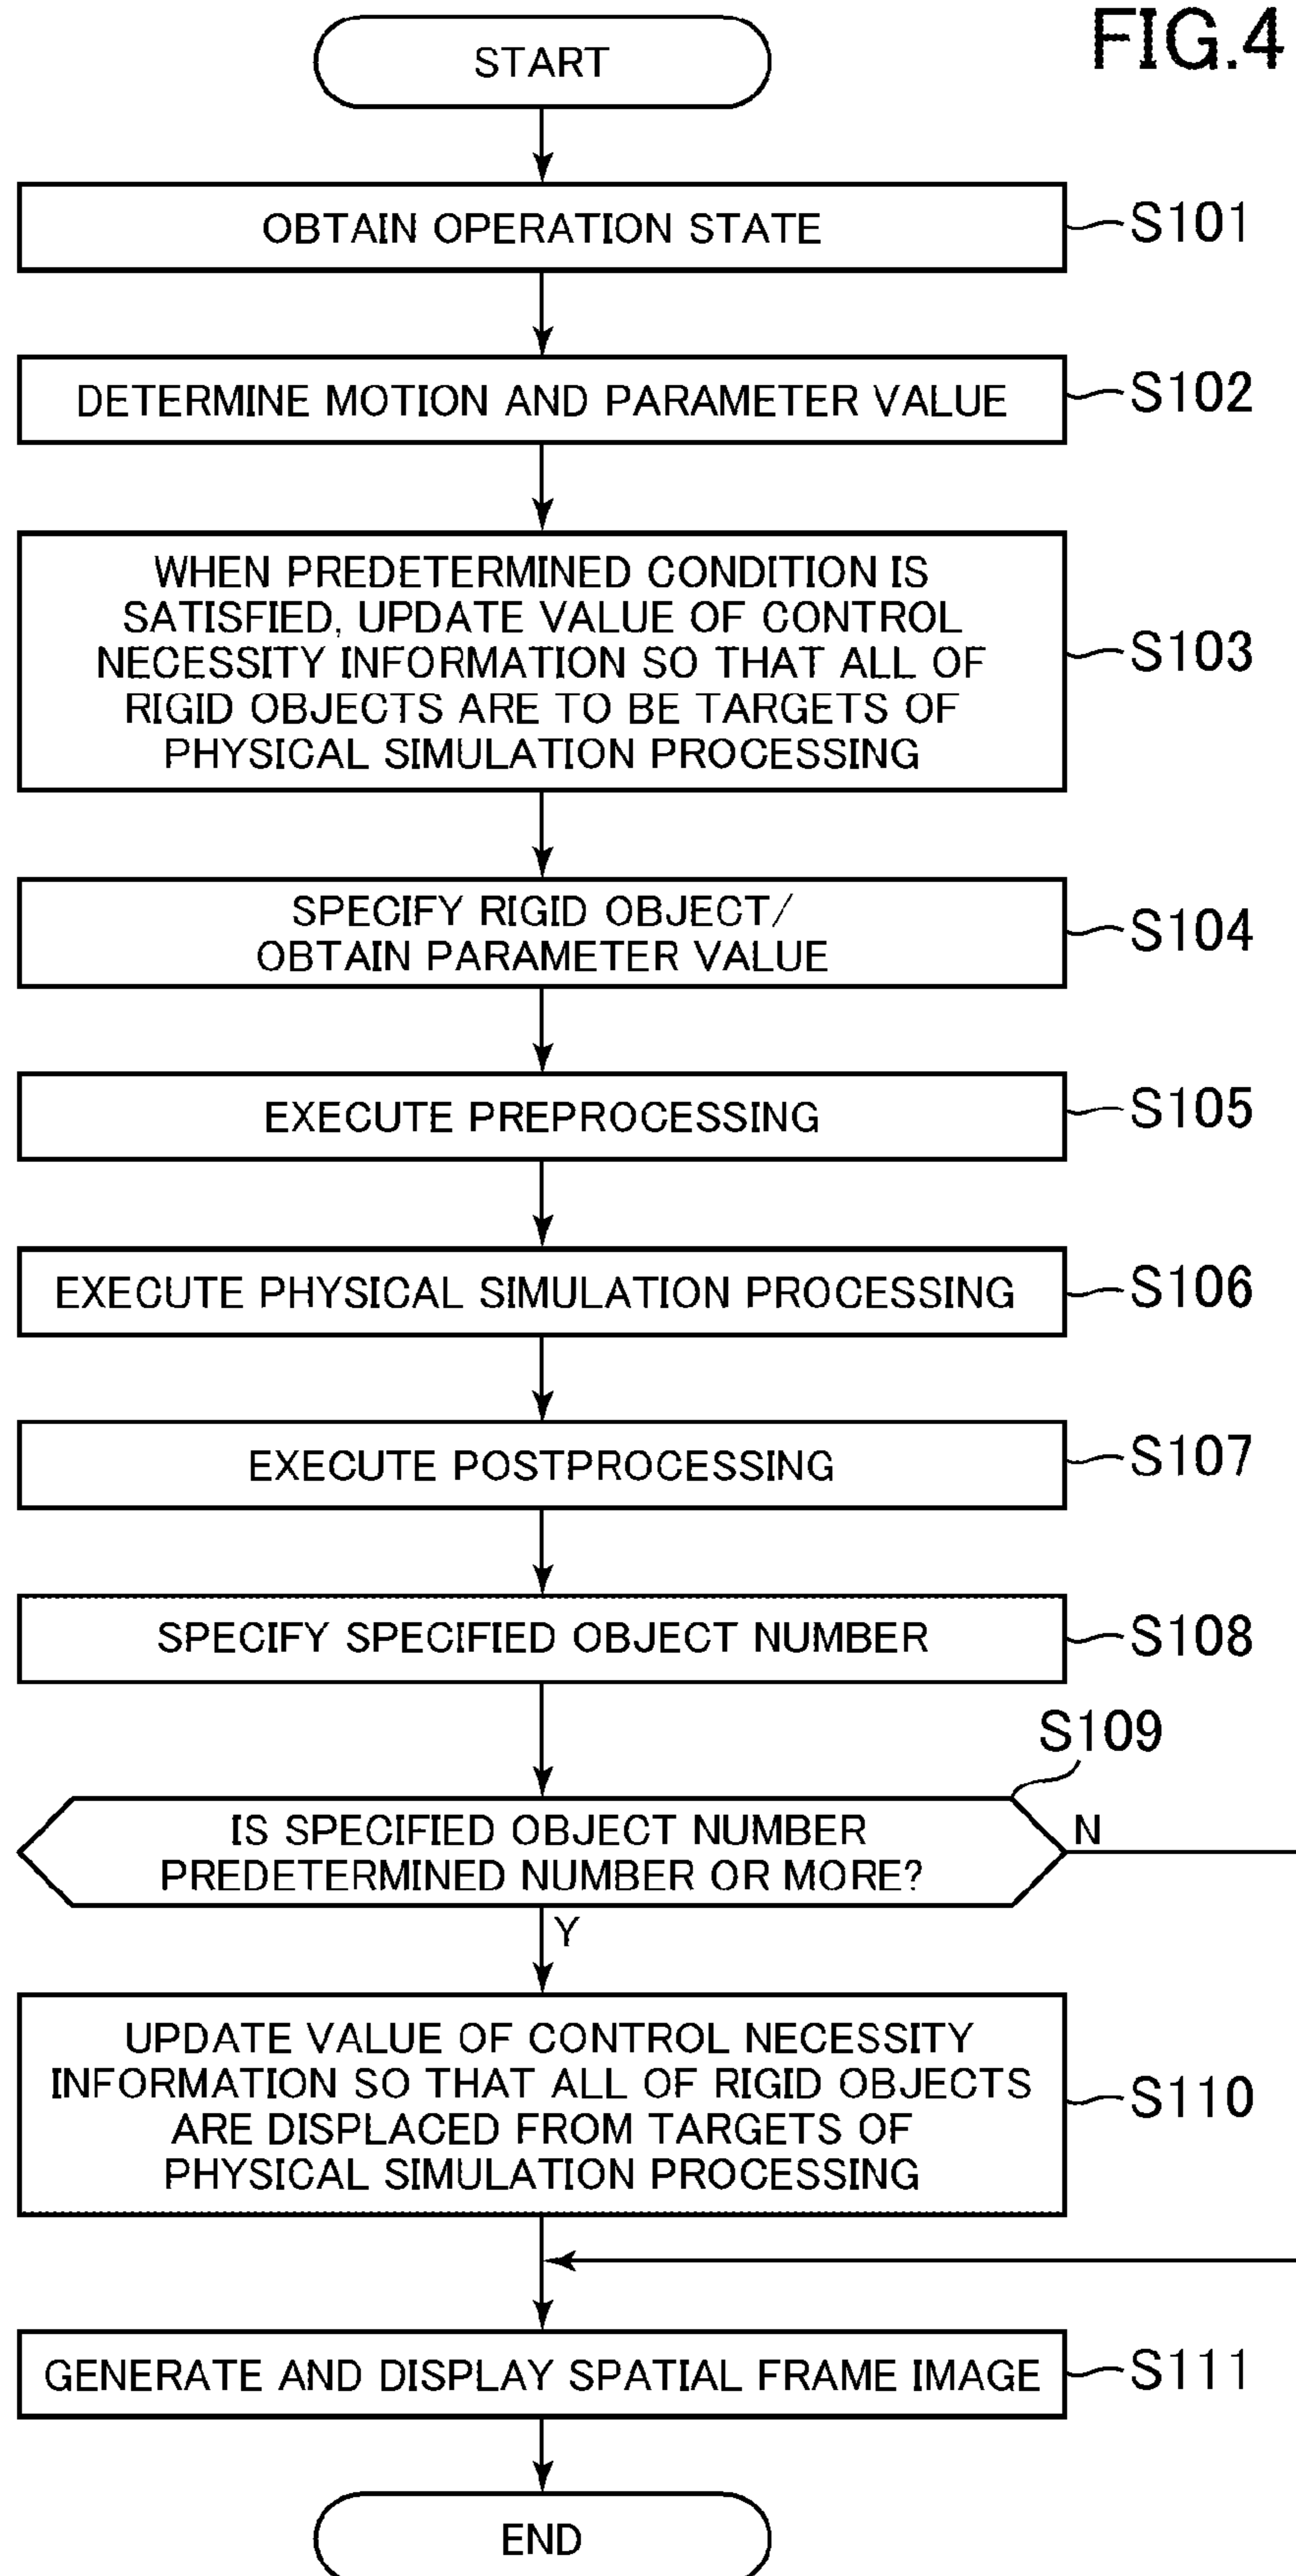 FIG.4
START
OBTAIN OPERATION STATE
S101
DETERMINE MOTION AND PARAMETER VALUE
S102
WHEN PREDETERMINED CONDITION IS
SATISFIED, UPDATE VALUE OF CONTROL
NECESSITY INFORMATION SO THAT ALL OF
RIGID OBJECTS ARE TO BE TARGETS OF
PHYSICAL SIMULATION PROCESSING
S103
SPECIFY RIGID OBJECT/
OBTAIN PARAMETER VALUE
S104
EXECUTE PREPROCESSING
S105
EXECUTE PHYSICAL SIMULATION PROCESSING
S106
EXECUTE POSTPROCESSING
S107
SPECIFY SPECIFIED OBJECT NUMBER
S108
S109
IS SPECIFIED OBJECT NUMBER
PREDETERMINED NUMBER OR MORE?
N
Y
UPDATE VALUE OF CONTROL NECESSITY
INFORMATION SO THAT ALL OF RIGID OBJECTS
ARE DISPLACED FROM TARGETS OF
PHYSICAL SIMULATION PROCESSING
S110
GENERATE AND DISPLAY SPATIAL FRAME IMAGE
S111
END